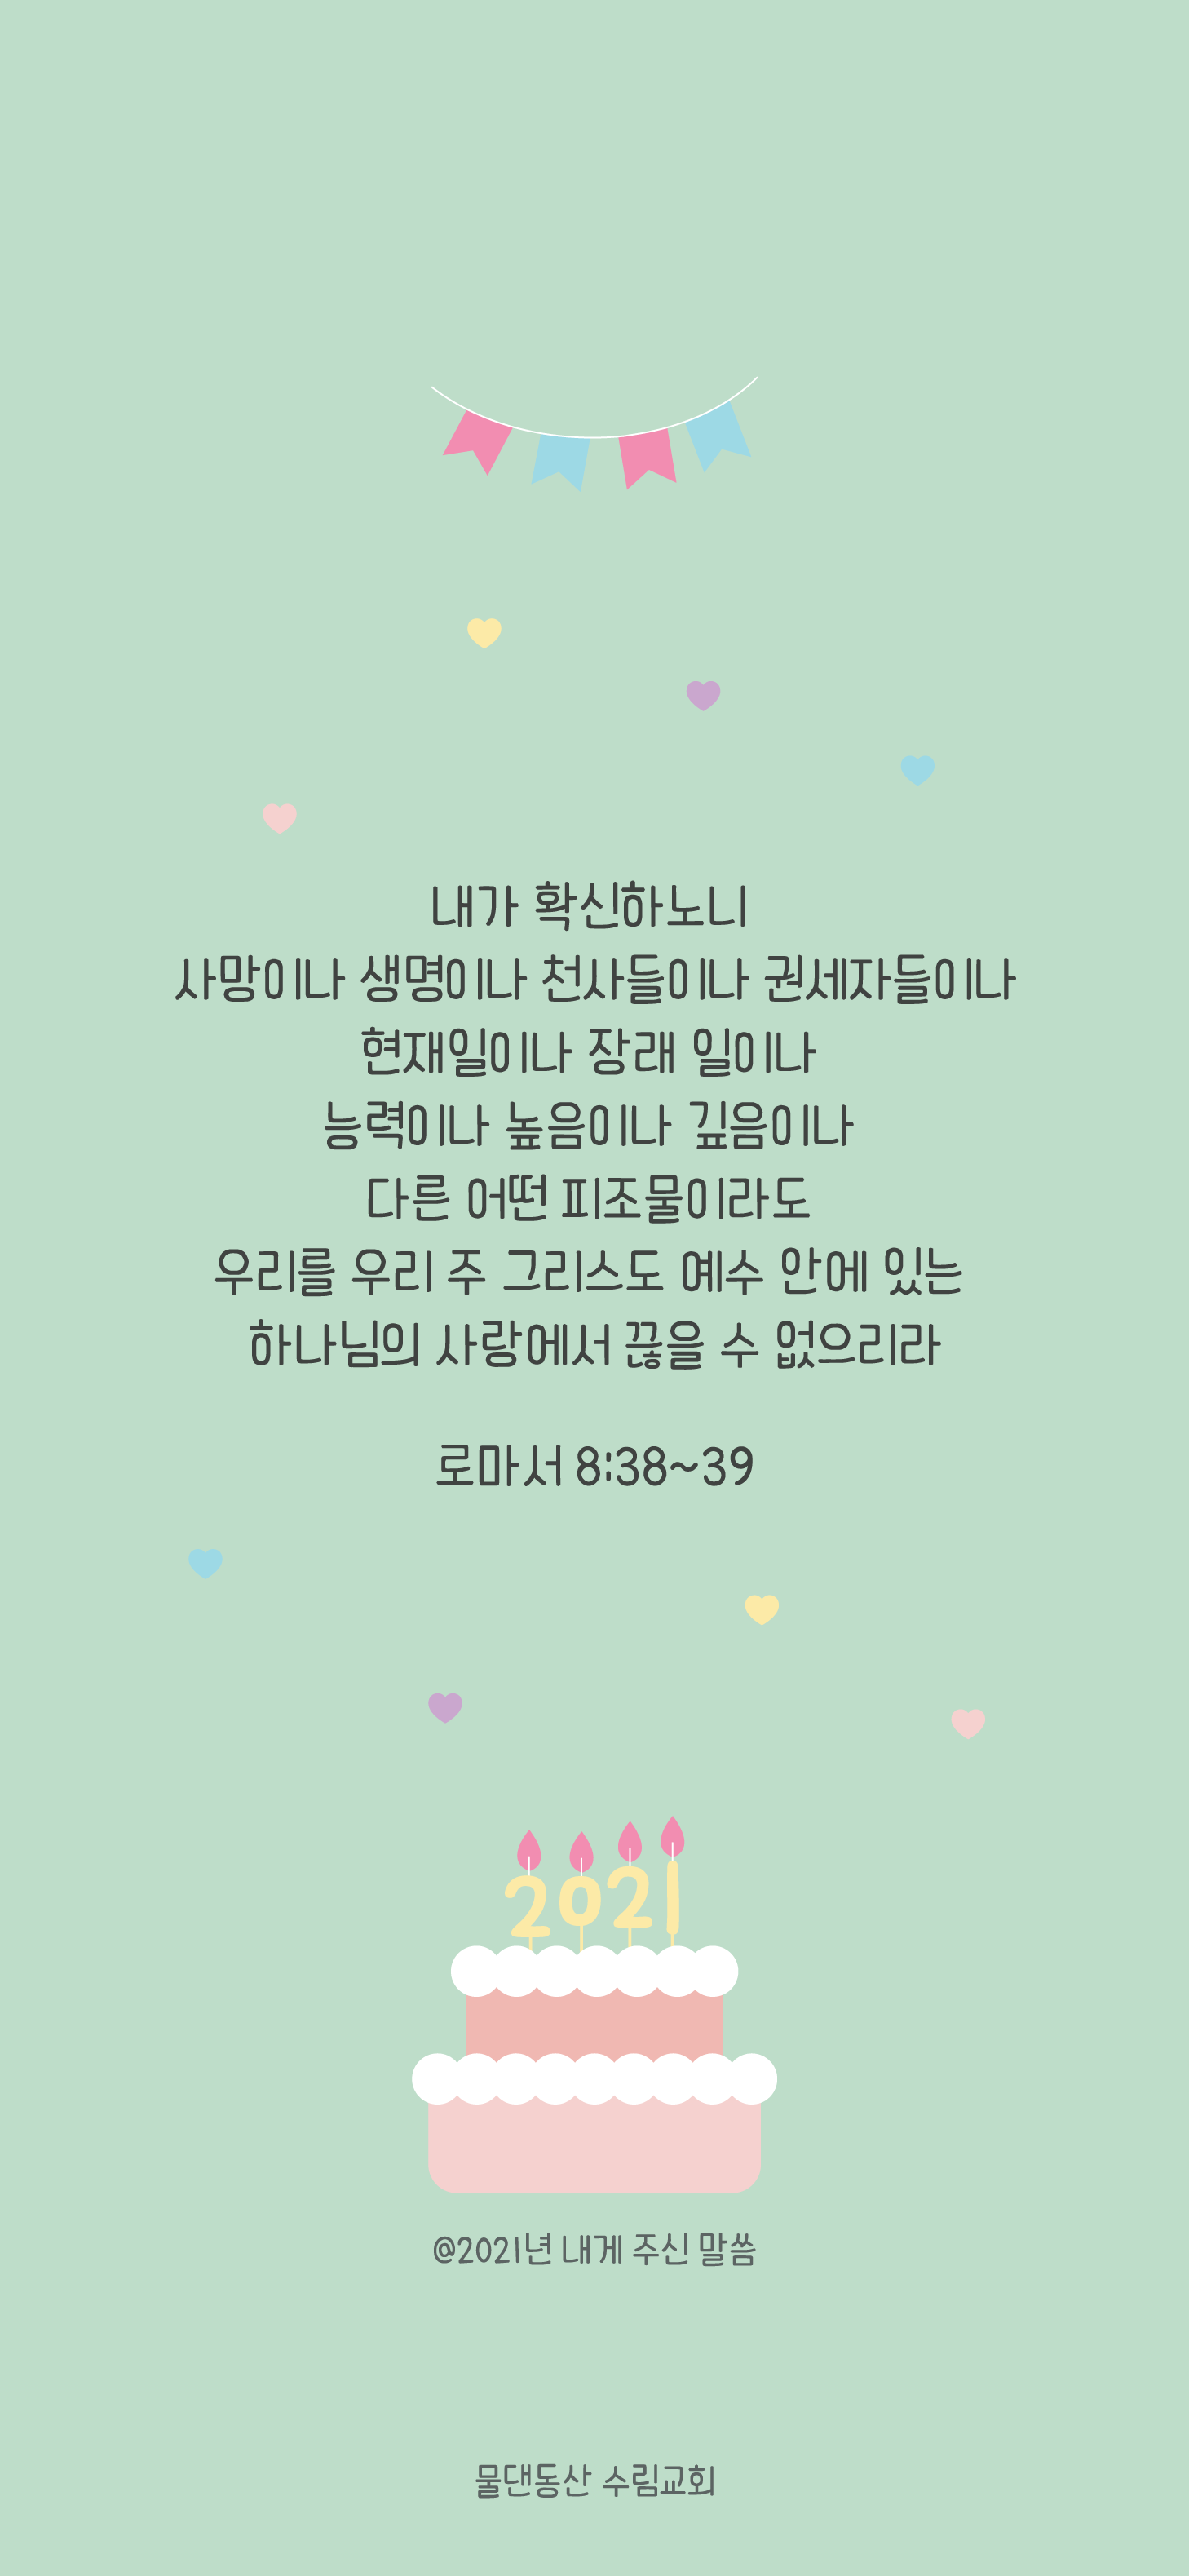 내가 확신하노니
사망이나 생명이나 천사들이나 권세자들이나
현재일이나 장래 일이나
능력이나 높음이나 깊음이나
다른 어떤 피조물이라도
우리를 우리 주 그리스도 예수 안에 있는
하나님의 사랑에서 끊을 수 없으리라
로마서 8:38~39
2021
@2021년 내게 주신 말씀
물댄동산 수림교회